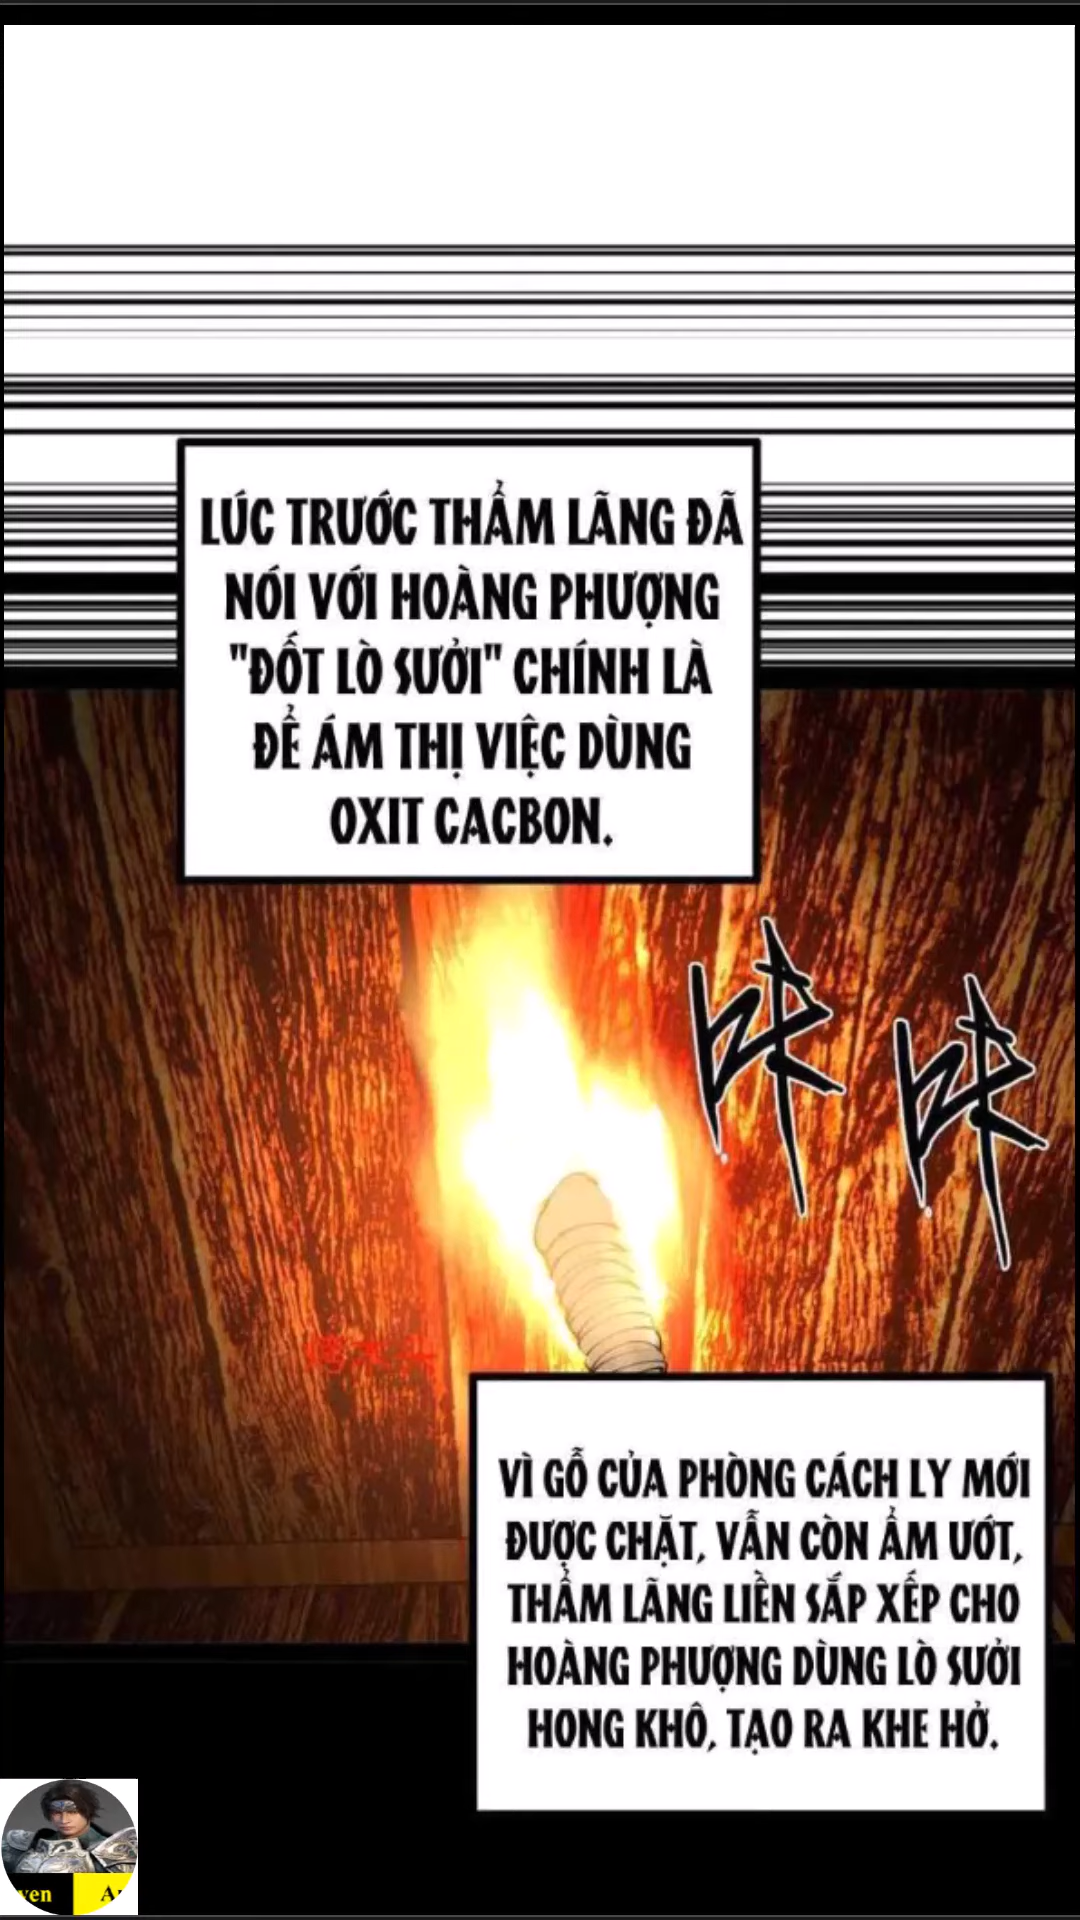 LÚC TRƯỚC THẨM LÃNG ĐÃ
NÓI VỚI HOÀNG PHƯỢNG
"ĐỐT LÒ SƯỞI" CHÍNH LÀ
ĐỂ ÁM THỊ VIỆC DÙNG
OXIT CACBON.
咔 咔
VÌ GỖ CỦA PHÒNG CÁCH LY MỚI
ĐƯỢC CHẶT, VẪN CÒN ẨM ƯỚT,
THẨM LÃNG LIỀN SẮP XẾP CHO
HOÀNG PHƯỢNG DÙNG LÒ SƯỞI
HONG KHÔ, TẠO RA KHE HỞ.